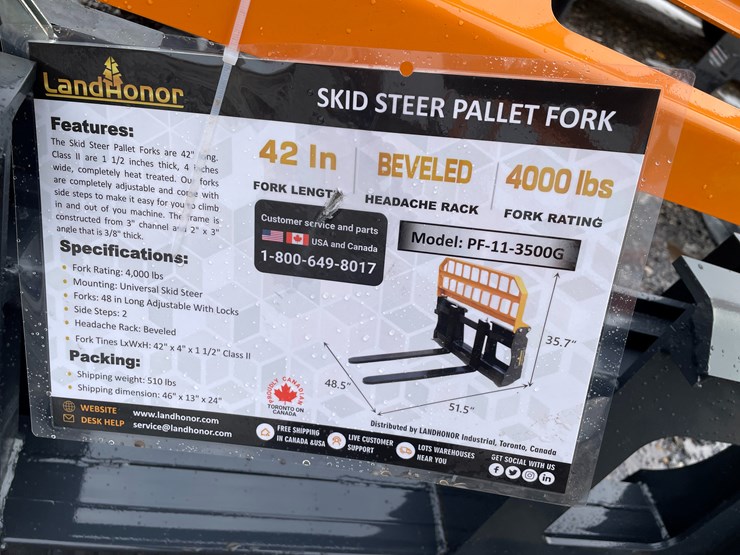 LandHonor
SKID STEER PALLET FORK
Features:
The Skid Steer Pallet Forks are 42"
Class II are 1 1/2 inches thick, 4 inches
wide, completely heat treated. Our forks
are completely adjustable and come with
side steps to make it easy for you to climb
in and out of you machine. The frame is
constructed from 3" channel and 2" x 3"
angle that is 3/8" thick.
Specifications:
• Fork Rating: 4,000 lbs
• Mounting: Universal Skid Steer
• Forks: 48 in Long Adjustable With Locks
• Side Steps: 2
• Headache Rack: Beveled
• Fork Tines LxWxH: 42" x 4" x 1 1/2" Class II
Packing:
• Shipping weight: 510 lbs
• Shipping dimension: 46" x 13" x 24"
42 In
FORK LENGTH
BEVELED
HEADACHE RACK
4000 lbs
FORK RATING
Customer service and parts
USA and Canada
1-800-649-8017
Model: PF-11-3500G
35.7"
48.5"
51.5"
PROUDLY CANADIAN
TORONTO ON
CANADA
Distributed by LANDHONOR Industrial, Toronto, Canada
WEBSITE www.landhonor.com
DESK HELP service@landhonor.com
FREE SHIPPING
IN CANADA &USA
LIVE CUSTOMER
SUPPORT
LOTS WAREHOUSES
NEAR YOU
GET SOCIAL WITH US